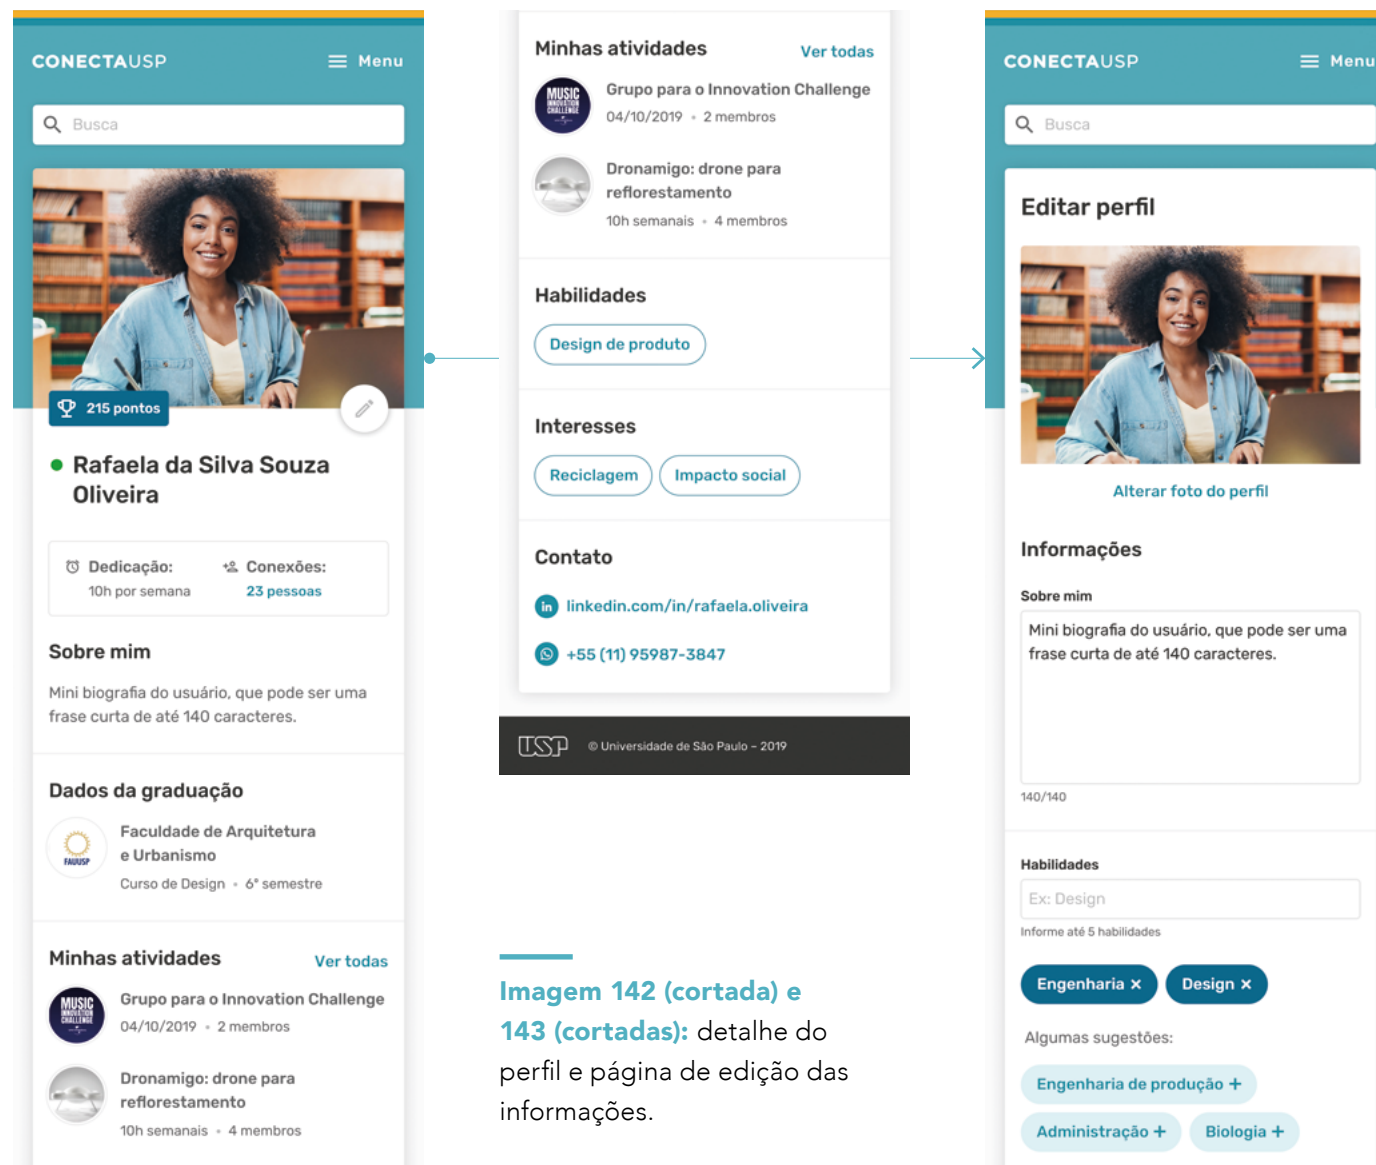 CONECTAUSP
Menu
Busca
215 pontos
Rafaela da Silva Souza
Oliveira
Dedicação:
10h por semana
Conexões:
23 pessoas
Sobre mim
Mini biografia do usuário, que pode ser uma
frase curta de até 140 caracteres.
Dados da graduação
FAUUSP
Faculdade de Arquitetura
e Urbanismo
Curso de Design • 6º semestre
Minhas atividades
Ver todas
MUSIC
INNOVATION
CHALLENGE
Grupo para o Innovation Challenge
04/10/2019 • 2 membros
Dronamigo: drone para
reflorestamento
10h semanais • 4 membros
Minhas atividades
Ver todas
MUSIC
INNOVATION
CHALLENGE
Grupo para o Innovation Challenge
04/10/2019 • 2 membros
Dronamigo: drone para
reflorestamento
10h semanais • 4 membros
Habilidades
Design de produto
Interesses
Reciclagem
Impacto social
Contato
in linkedin.com/in/rafaela.oliveira
+55 (11) 95987-3847
USP
© Universidade de São Paulo – 2019
Imagem 142 (cortada) e
143 (cortadas): detalhe do
perfil e página de edição das
informações.
CONECTAUSP
Menu
Busca
Editar perfil
Alterar foto do perfil
Informações
Sobre mim
Mini biografia do usuário, que pode ser uma
frase curta de até 140 caracteres.
140/140
Habilidades
Ex: Design
Informe até 5 habilidades
Engenharia ×
Design ×
Algumas sugestões:
Engenharia de produção +
Administração +
Biologia +